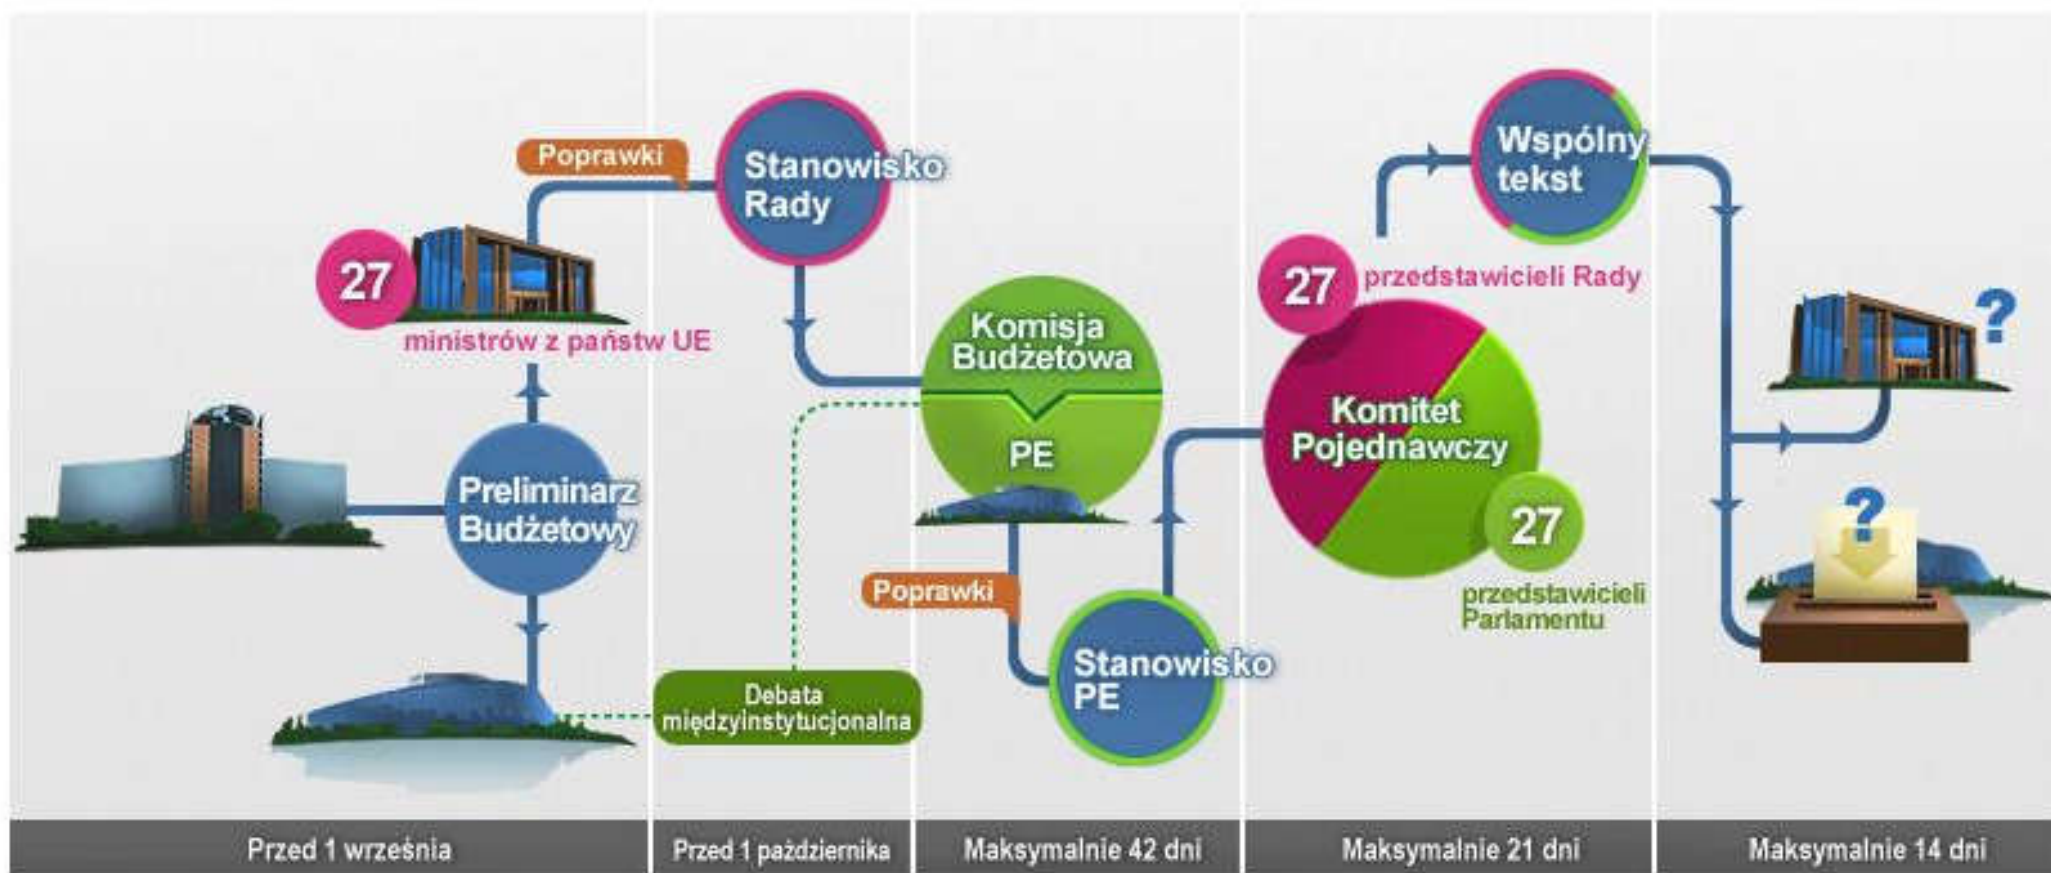 Poprawki
Stanowisko
Rady
27
ministrów z państw UE
Preliminarz
Budżetowy
Debata
międzyinstytucjonalna
Komisja
Budżetowa
PE
Poprawki
Stanowisko
PE
Wspólny
tekst
27
przedstawicieli Rady
Komitet
Pojednawczy
27
przedstawicieli
Parlamentu
?
?
Przed 1 września
Przed 1 października
Maksymalnie 42 dni
Maksymalnie 21 dni
Maksymalnie 14 dni